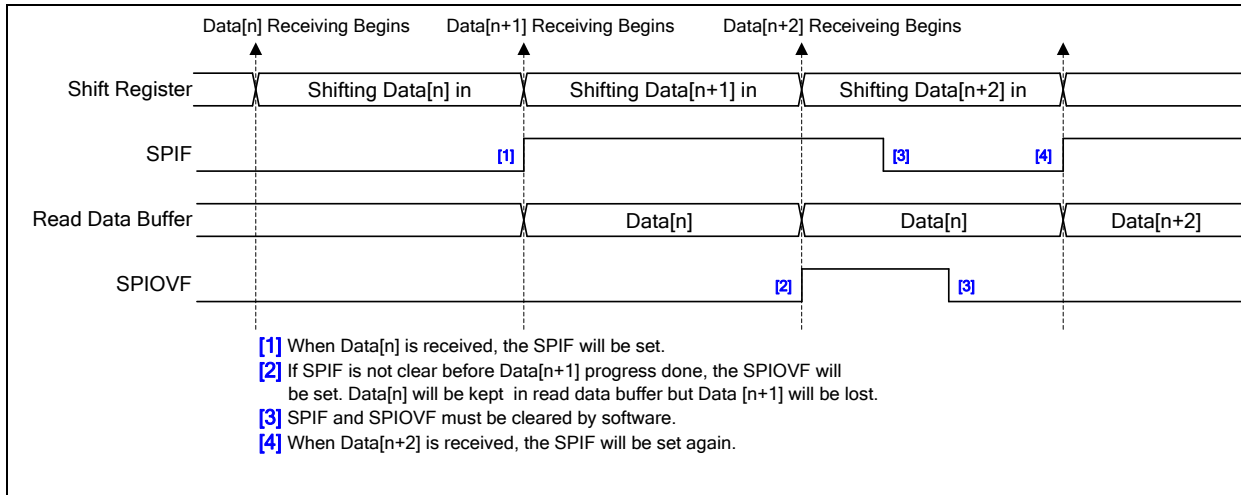 Data[n] Receiving Begins Data[n+1] Receiving Begins Data[n+2] Receiveing Begins
Shift Register Shifting Data[n] in Shifting Data[n+1] in Shifting Data[n+2] in
SPIF [1] [3] [4]
Read Data Buffer Data[n] Data[n] Data[n+2]
SPIOVF [2] [3]
[1] When Data[n] is received, the SPIF will be set.
[2] If SPIF is not clear before Data[n+1] progress done, the SPIOVF will
be set. Data[n] will be kept in read data buffer but Data [n+1] will be lost.
[3] SPIF and SPIOVF must be cleared by software.
[4] When Data[n+2] is received, the SPIF will be set again.